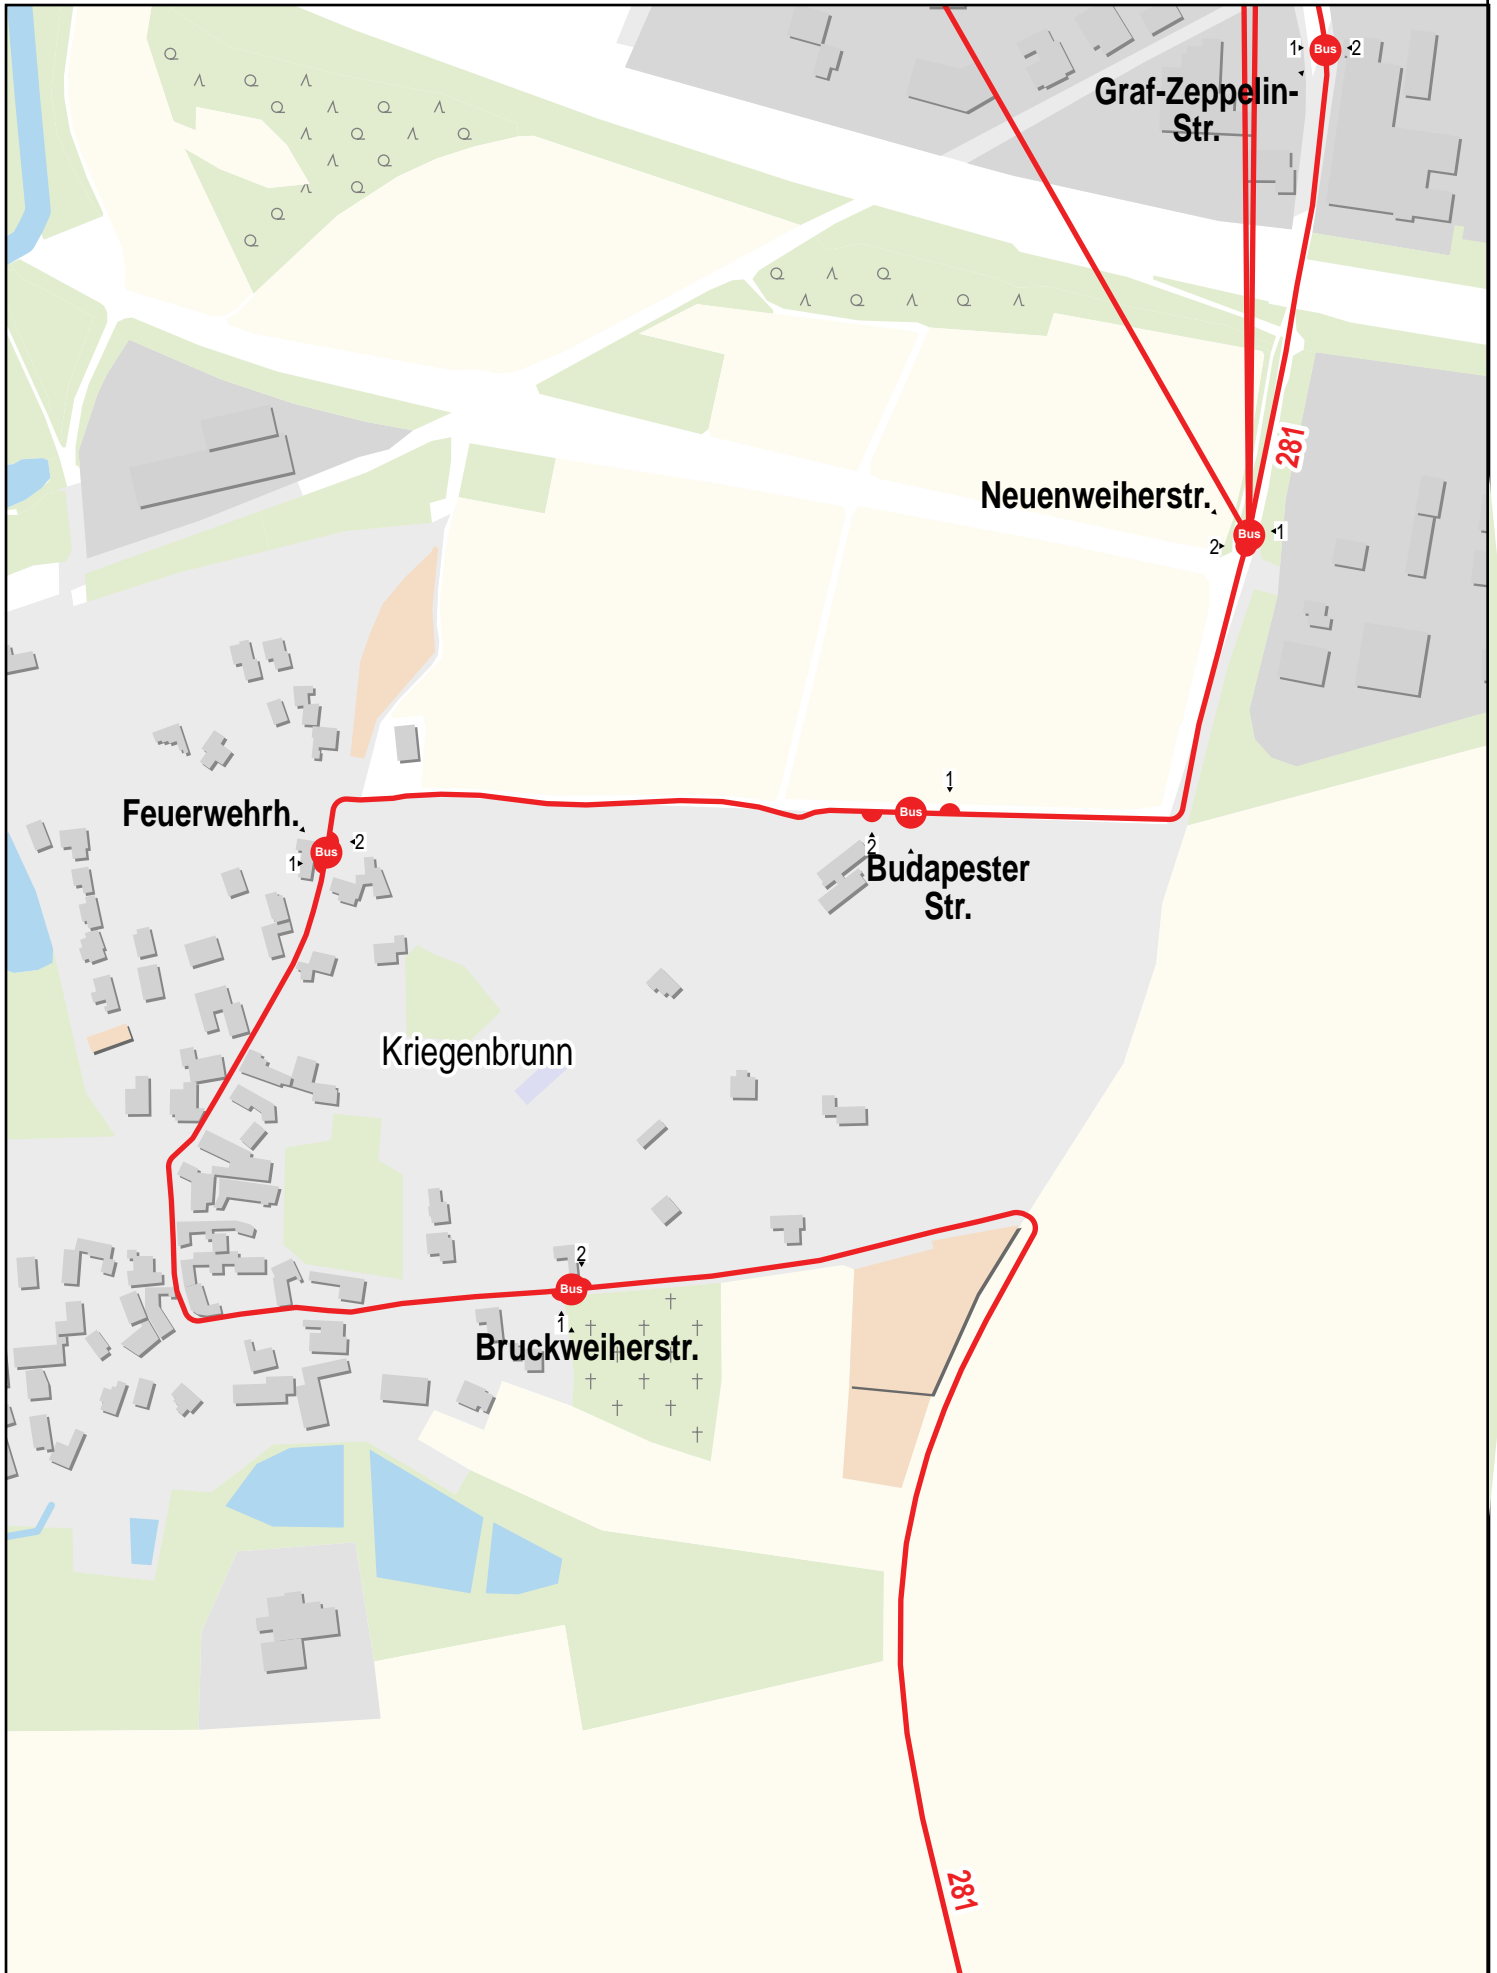 1 Bus 2
Graf-Zeppelin-
Str.
281
Neuenweiherstr.
Bus 1
2
1
Feuerwehrh.
Bus
2
Bus
1
2
Budapester
Str.
Kriegenbrunn
2
Bus
1
Bruckweiherstr.
281